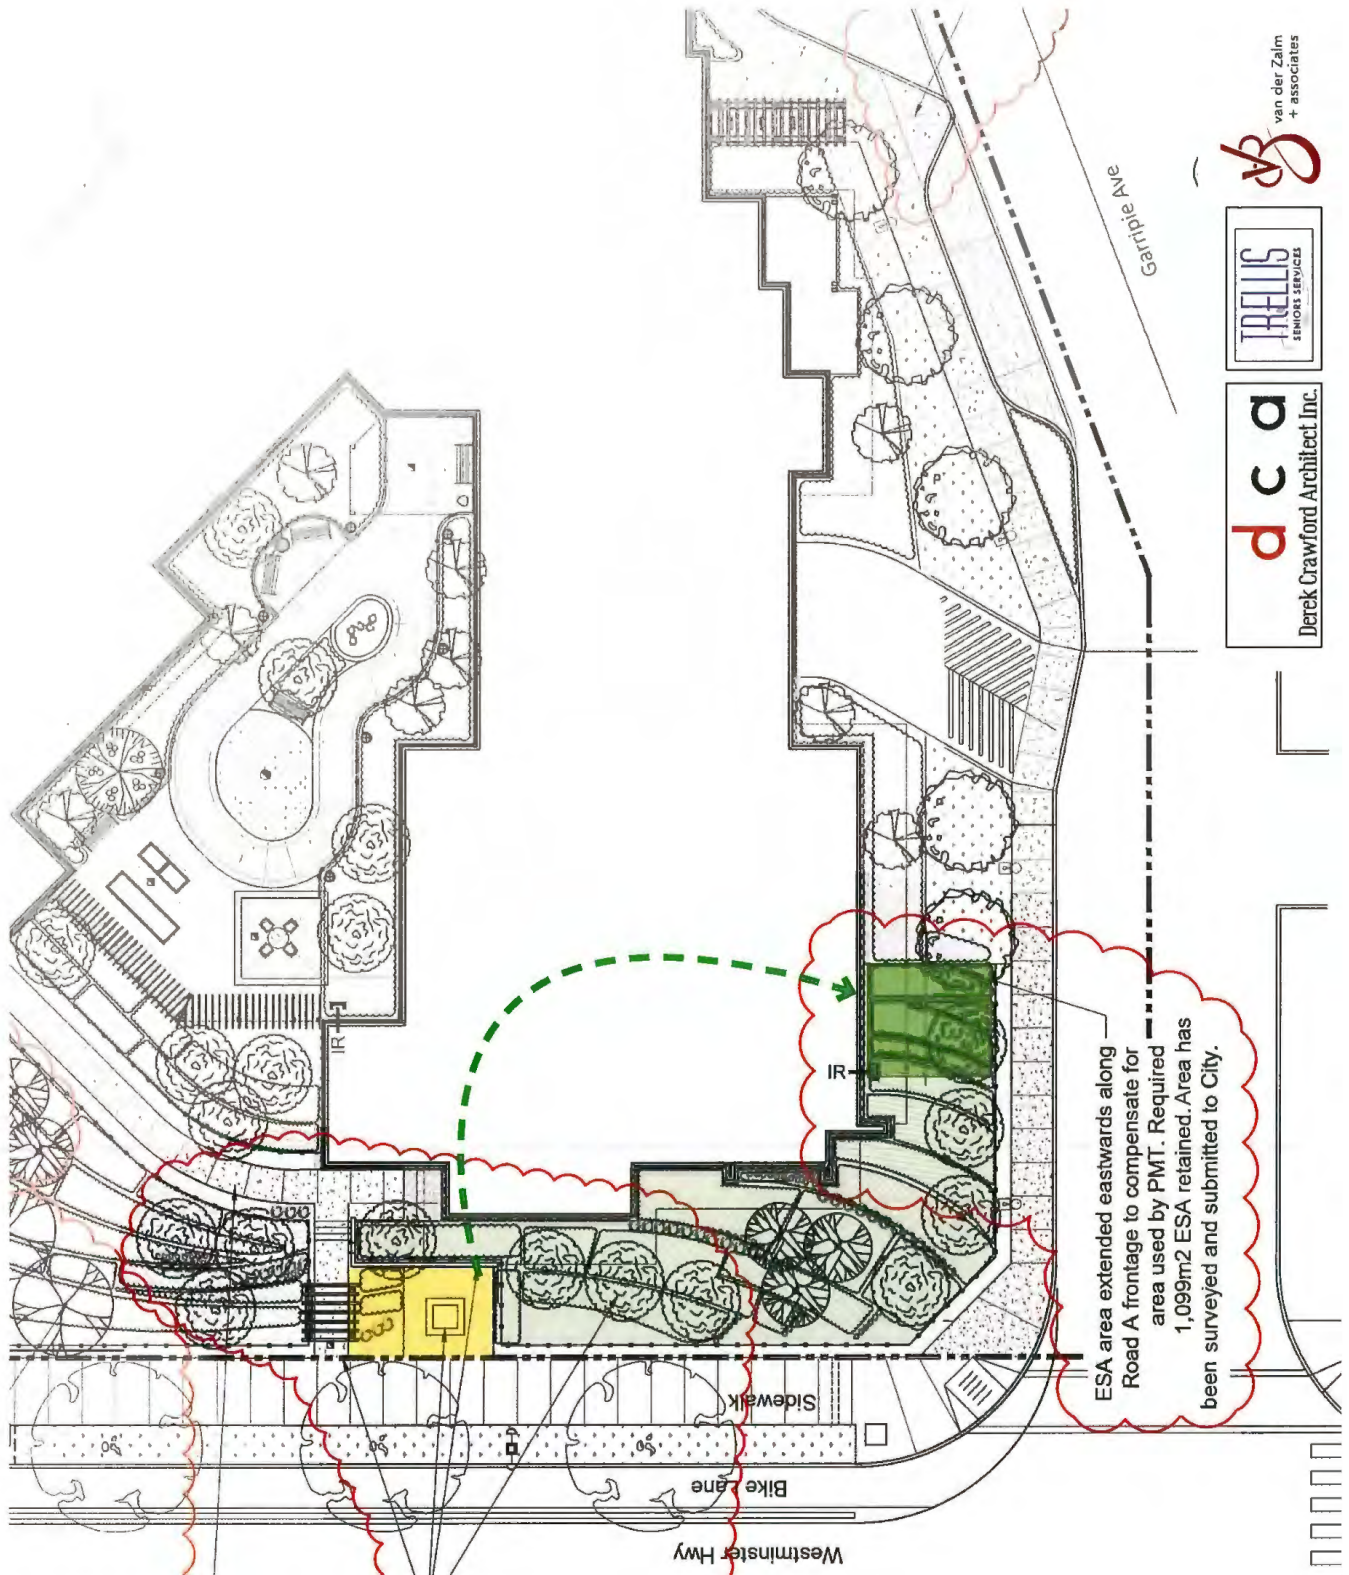 van der Zalm
+ associates
TRELLIS
SENIORS SERVICES
d c a
Derek Crawford Architect Inc.
Garripie Ave
IR
IR
ESA area extended eastwards along
Road A frontage to compensate for
area used by PMT. Required
1,099m2 ESA retained. Area has
been surveyed and submitted to City.
Sidewalk
Bike Lane
Westminster Hwy